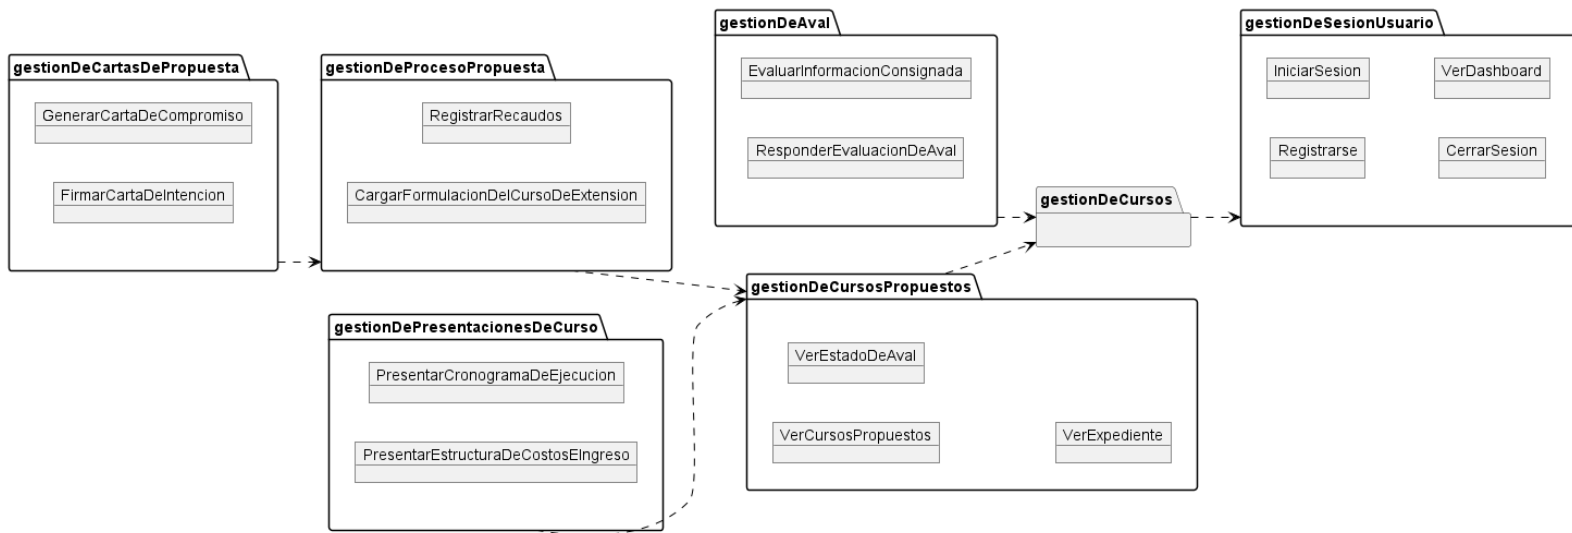 gestionDeCartasDePropuesta
GenerarCartaDeCompromiso
FirmarCartaDeIntencion
gestionDeProcesoPropuesta
RegistrarRecaudos
CargarFormulacionDelCursoDeExtension
gestionDePresentacionesDeCurso
PresentarCronogramaDeEjecucion
PresentarEstructuraDeCostosEIngreso
gestionDeAval
EvaluarInformacionConsignada
ResponderEvaluacionDeAval
gestionDeCursosPropuestos
VerEstadoDeAval
VerCursosPropuestos
VerExpediente
gestionDeCursos
gestionDeSesionUsuario
IniciarSesion
VerDashboard
Registrarse
CerrarSesion